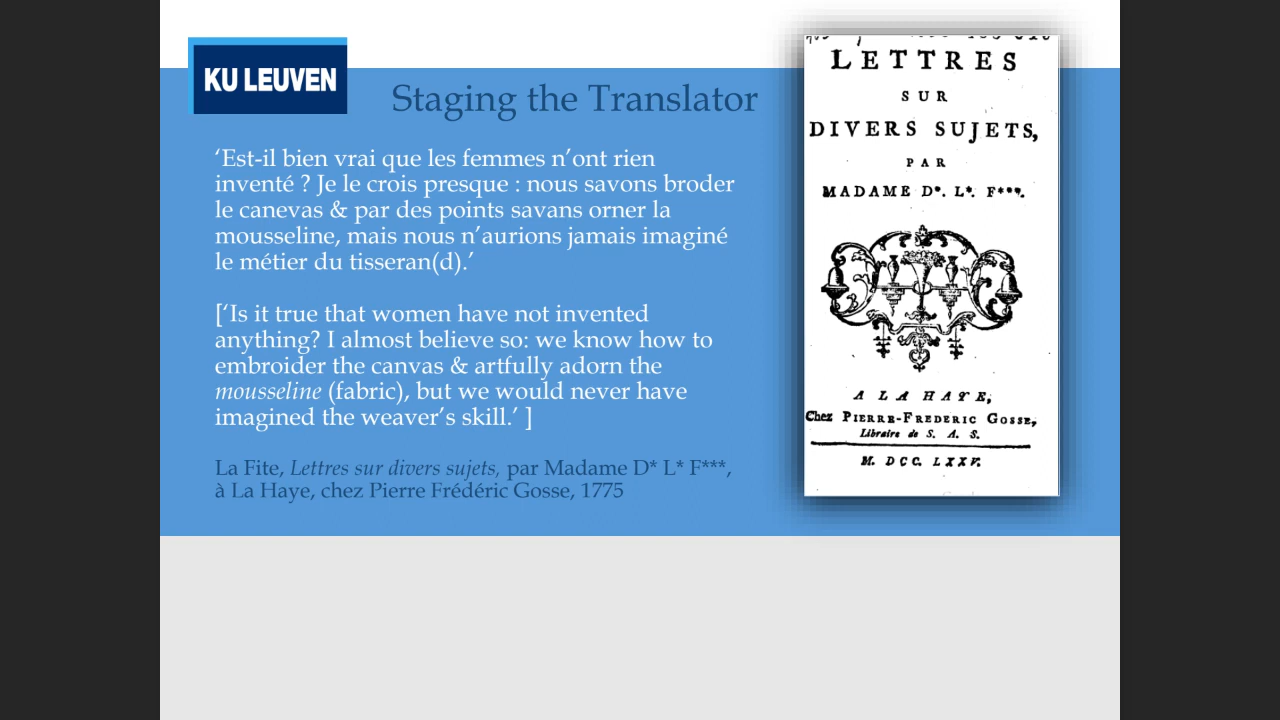 KU LEUVEN
Staging the Translator
‘Est-il bien vrai que les femmes n’ont rien
inventé ? Je le crois presque : nous savons broder
le canevas & par des points savans orner la
mousseline, mais nous n’aurions jamais imaginé
le métier du tisseran(d).’
[‘Is it true that women have not invented
anything? I almost believe so: we know how to
embroider the canvas & artfully adorn the
mousseline (fabric), but we would never have
imagined the weaver’s skill.’ ]
La Fite, Lettres sur divers sujets, par Madame D* L* F***,
à La Haye, chez Pierre Frédéric Gosse, 1775
LETTRES
SUR
DIVERS SUJETS,
PAR
MADAME D*. L*. F***.
A LA HAYE,
Chez PIERRE-FREDERIC GOSSE,
Libraire de S. A. S.
M. DCC. LXXV.